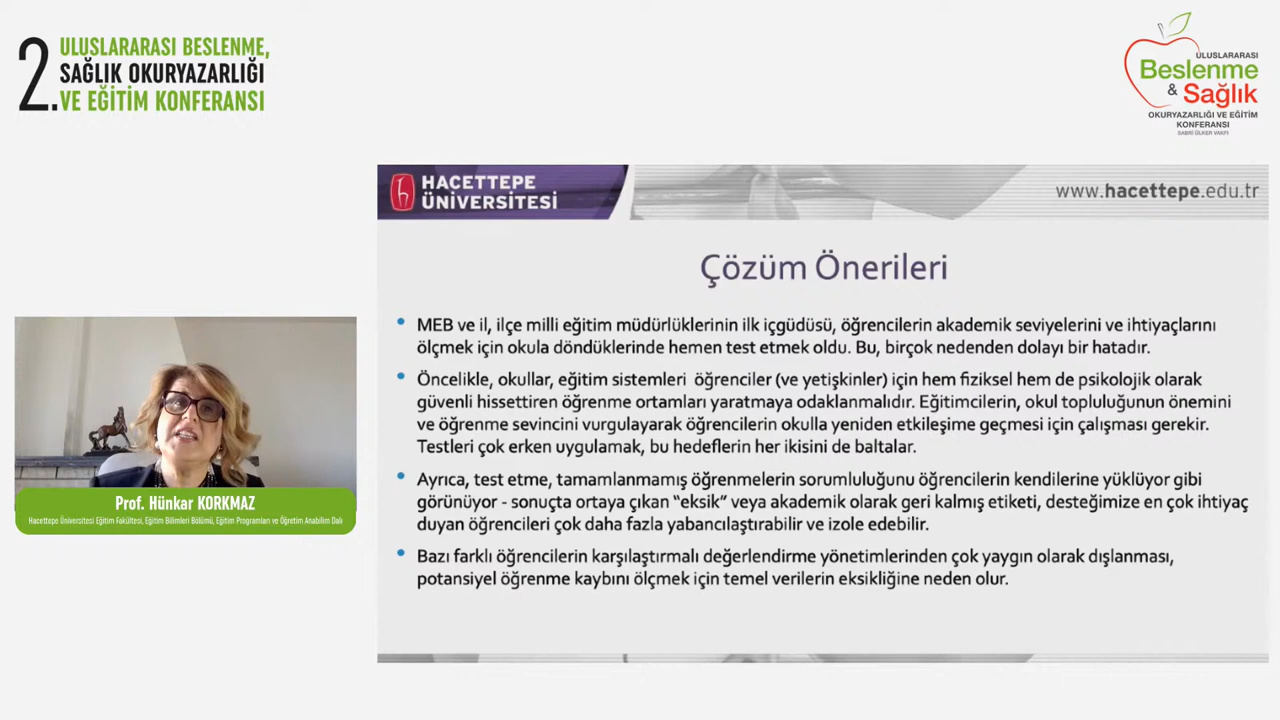 2.
ULUSLARARASI BESLENME,
SAĞLIK OKURYAZARLIĞI
VE EĞİTİM KONFERANSI
ULUSLARARASI
Beslenme
& Sağlık
OKURYAZARLIĞI VE EĞİTİM
KONFERANSI
SABRİ ÜLKER VAKFI
h HACETTEPE
ÜNİVERSİTESİ
www.hacettepe.edu.tr
Çözüm Önerileri
• MEB ve il, ilçe milli eğitim müdürlüklerinin ilk içgüdüsü, öğrencilerin akademik seviyelerini ve ihtiyaçlarını
ölçmek için okula döndüklerinde hemen test etmek oldu. Bu, birçok nedenden dolayı bir hatadır.
• Öncelikle, okullar, eğitim sistemleri öğrenciler (ve yetişkinler) için hem fiziksel hem de psikolojik olarak
güvenli hissettiren öğrenme ortamları yaratmaya odaklanmalıdır. Eğitimcilerin, okul topluluğunun önemini
ve öğrenme sevincini vurgulayarak öğrencilerin okulla yeniden etkileşime geçmesi için çalışması gerekir.
Testleri çok erken uygulamak, bu hedeflerin her ikisini de baltalar.
• Ayrıca, test etme, tamamlanmamış öğrenmelerin sorumluluğunu öğrencilerin kendilerine yüklüyor gibi
görünüyor - sonuçta ortaya çıkan “eksik” veya akademik olarak geri kalmış etiketi, desteğimize en çok ihtiyaç
duyan öğrencileri çok daha fazla yabancılaştırabilir ve izole edebilir.
• Bazı farklı öğrencilerin karşılaştırmalı değerlendirme yönetimlerinden çok yaygın olarak dışlanması,
potansiyel öğrenme kaybını ölçmek için temel verilerin eksikliğine neden olur.
Prof. Hünkar KORKMAZ
Hacettepe Üniversitesi Eğitim Fakültesi, Eğitim Bilimleri Bölümü, Eğitim Programları ve Öğretim Anabilim Dalı